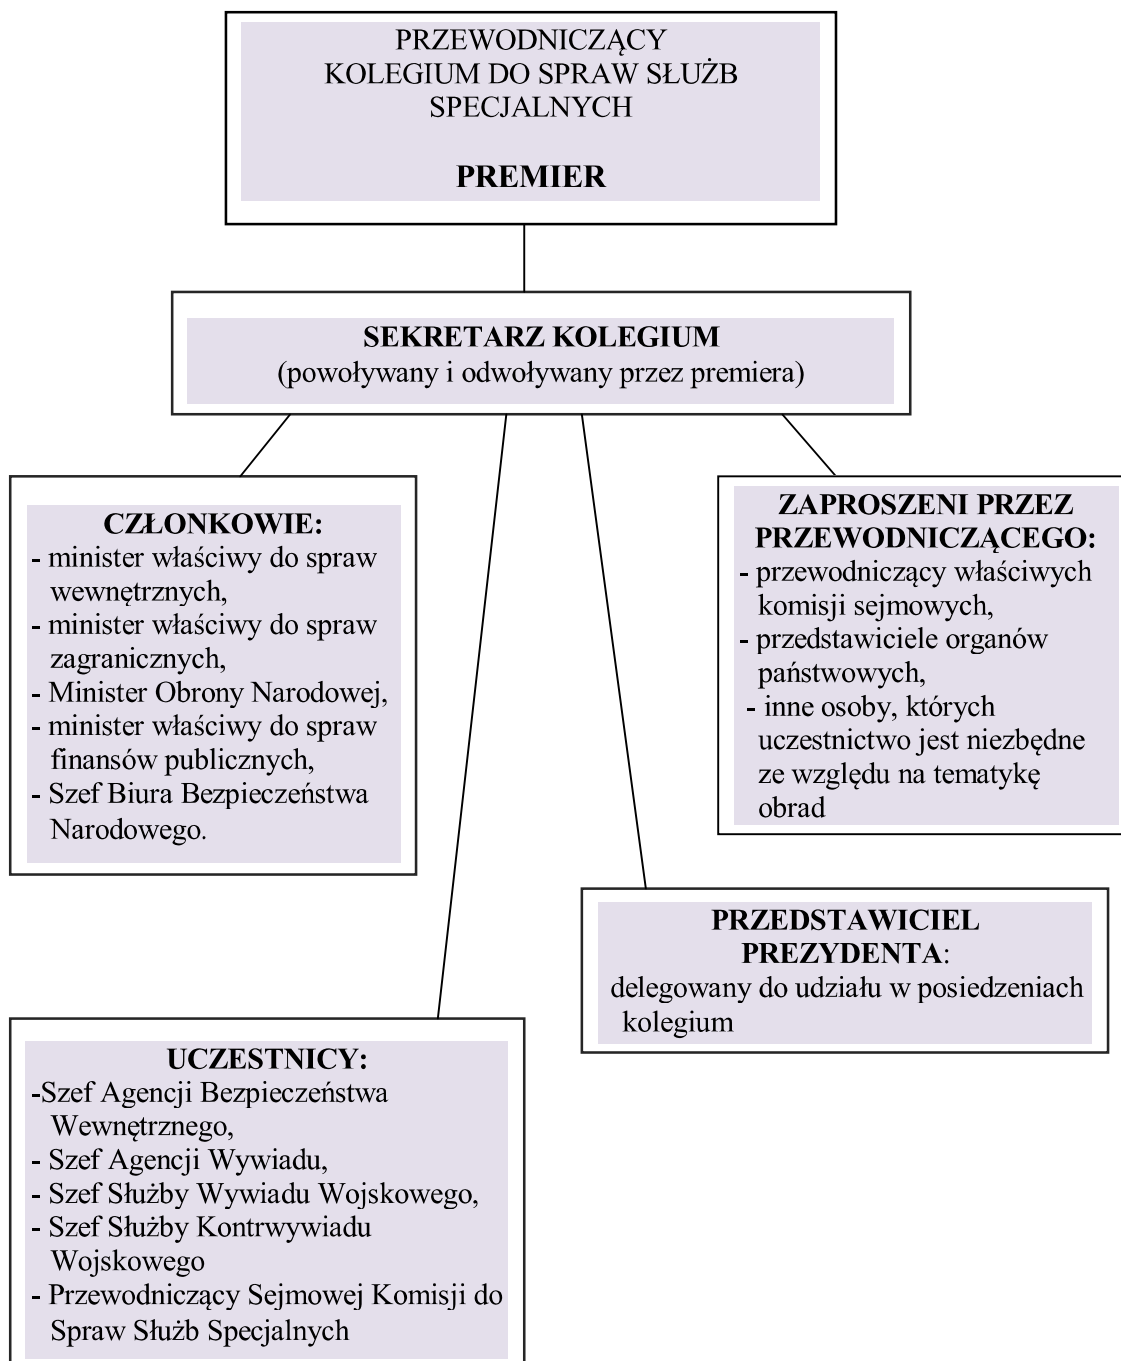 PRZEWODNICZĄCY
KOLEGIUM DO SPRAW SŁUŻB
SPECJALNYCH
PREMIER
SEKRETARZ KOLEGIUM
(powoływany i odwoływany przez premiera)
CZŁONKOWIE:
- minister właściwy do spraw
wewnętrznych,
- minister właściwy do spraw
zagranicznych,
- Minister Obrony Narodowej,
- minister właściwy do spraw
finansów publicznych,
- Szef Biura Bezpieczeństwa
Narodowego.
ZAPROSZENI PRZEZ
PRZEWODNICZĄCEGO:
- przewodniczący właściwych
komisji sejmowych,
- przedstawiciele organów
państwowych,
- inne osoby, których
uczestnictwo jest niezbędne
ze względu na tematykę
obrad
PRZEDSTAWICIEL
PREZYDENTA:
delegowany do udziału w posiedzeniach
kolegium
UCZESTNICY:
-Szef Agencji Bezpieczeństwa
Wewnętrznego,
- Szef Agencji Wywiadu,
- Szef Służby Wywiadu Wojskowego,
- Szef Służby Kontrwywiadu
Wojskowego
- Przewodniczący Sejmowej Komisji do
Spraw Służb Specjalnych